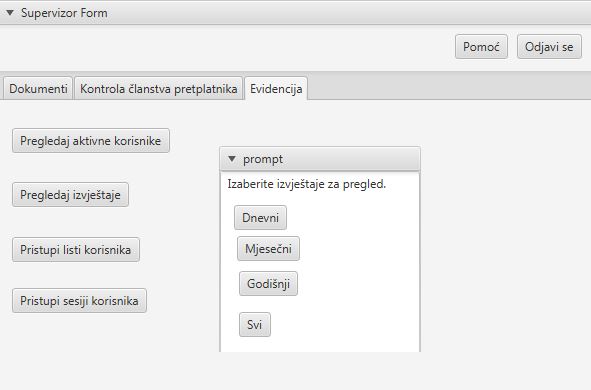 Supervizor Form
Pomoć
Odjavi se
Dokumenti
Kontrola članstva pretplatnika
Evidencija
Pregledaj aktivne korisnike
Pregledaj izvještaje
Pristupi listi korisnika
Pristupi sesiji korisnika
prompt
Izaberite izvještaje za pregled.
Dnevni
Mjesečni
Godišnji
Svi